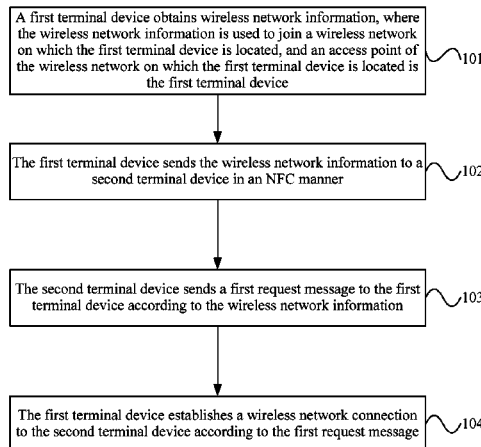 A first terminal device obtains wireless network information, where
the wireless network information is used to join a wireless network
on which the first terminal device is located, and an access point of
the wireless network on which the first terminal device is located is
the first terminal device
101
The first terminal device sends the wireless network information to a
second terminal device in an NFC manner
102
The second terminal device sends a first request message to the first
terminal device according to the wireless network information
103
The first terminal device establishes a wireless network connection
to the second terminal device according to the first request message
104